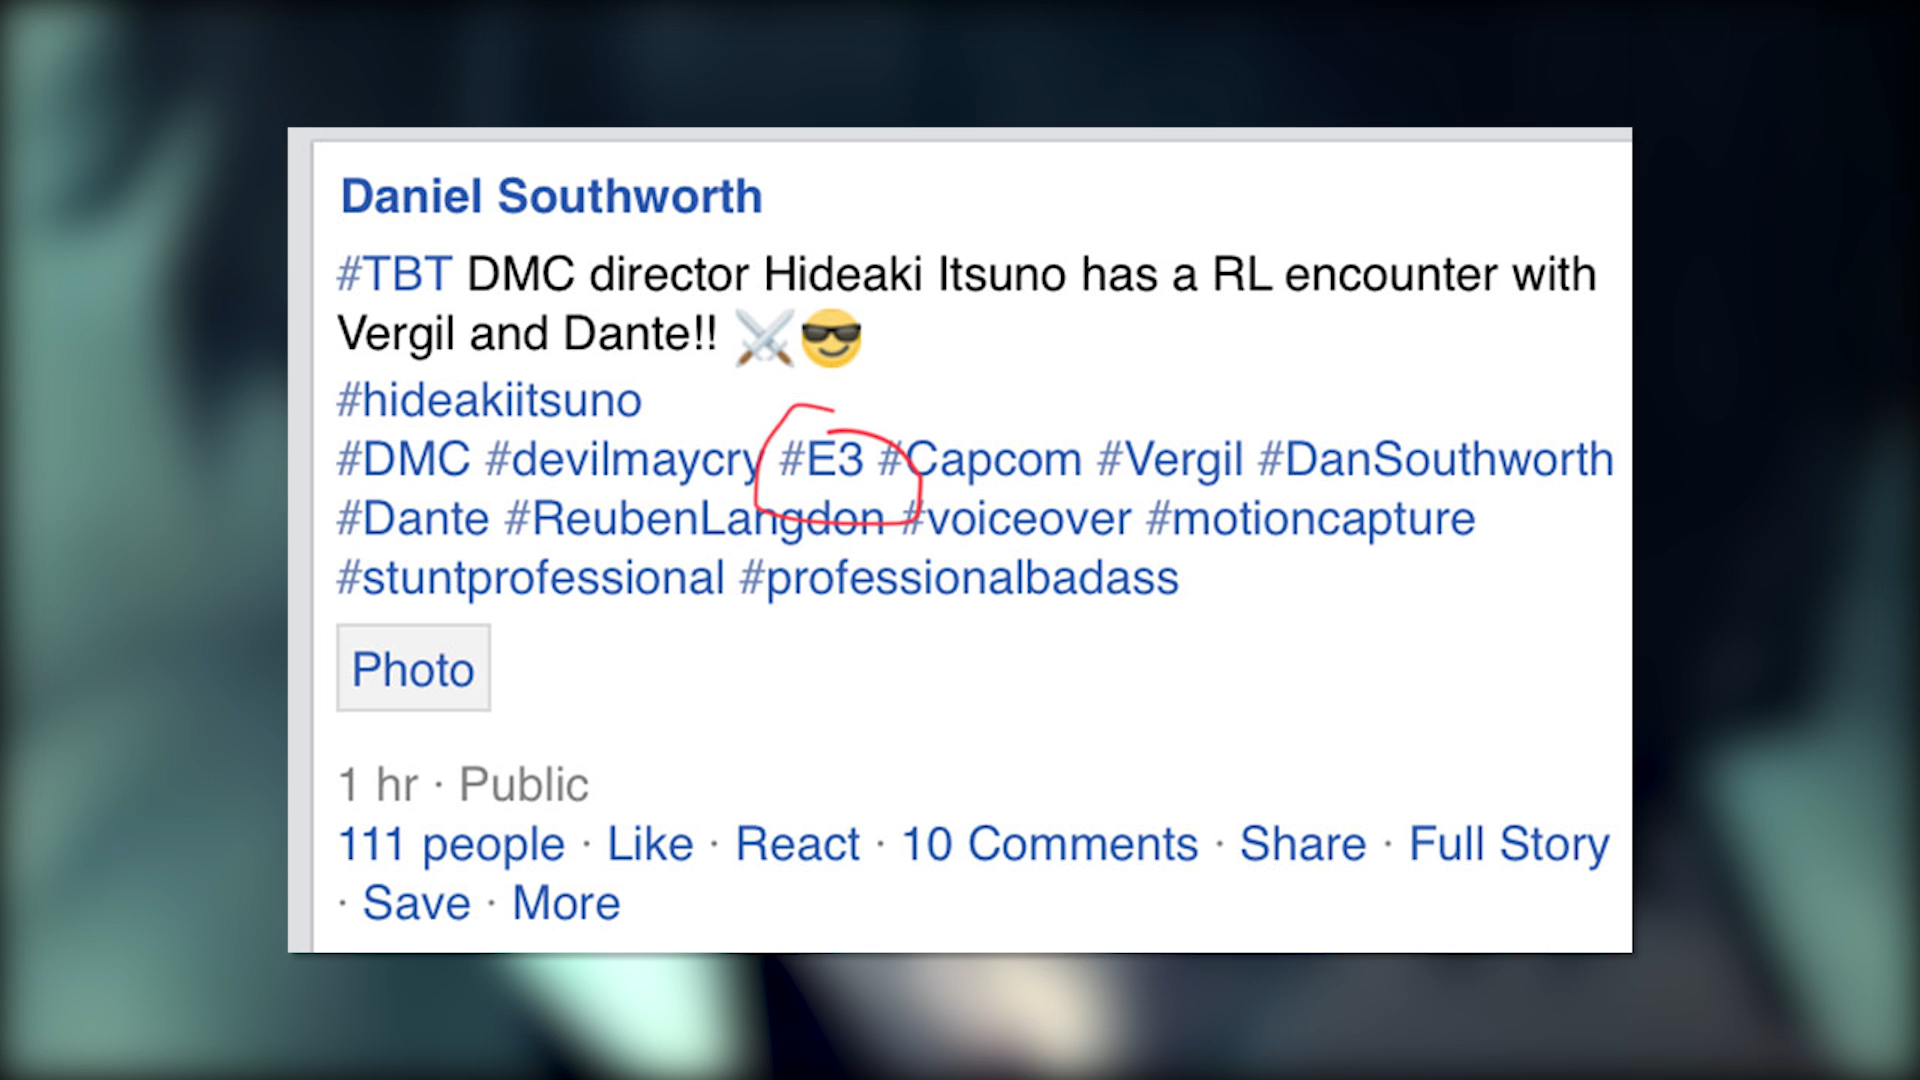 Daniel Southworth
#TBT DMC director Hideaki Itsuno has a RL encounter with
Vergil and Dante!! ⚔️😎
#hideakiitsuno
#DMC #devilmaycry #E3 #Capcom #Vergil #DanSouthworth
#Dante #ReubenLangdon #voiceover #motioncapture
#stuntprofessional #professionalbadass
Photo
1 hr · Public
111 people · Like · React · 10 Comments · Share · Full Story
· Save · More